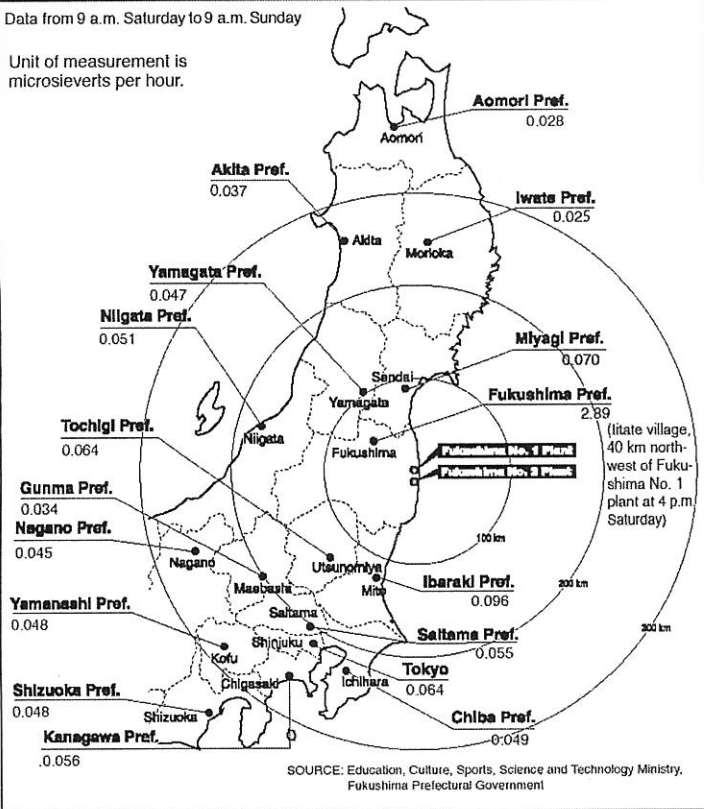 Data from 9 a.m. Saturday to 9 a.m. Sunday
Unit of measurement is
microsieverts per hour.
Aomori Pref.
0.028
Aomori
Akita Pref.
0.037
Iwate Pref.
0.025
Akita
Morioka
Yamagata Pref.
0.047
Niigata Pref.
0.051
Miyagi Pref.
0.070
Sendai
Yamagata
Fukushima Pref.
2.89
(Iitate village,
40 km north-
west of Fuku-
shima No. 1
plant at 4 p.m.
Saturday)
Tochigi Pref.
0.064
Niigata
Fukushima
Fukushima No. 1 Plant
Fukushima No. 2 Plant
Gunma Pref.
0.034
Nagano Pref.
0.045
100 km
Nagano
Utsunomiya
Maebashi
Mito
Ibaraki Pref.
0.096
200 km
Yamanashi Pref.
0.048
Saitama
Saitama Pref.
0.055
300 km
Shinjuku
Kofu
Tokyo
0.064
Chigasaki
Ichihara
Shizuoka Pref.
0.048
Shizuoka
Chiba Pref.
0.049
Kanagawa Pref.
.0.056
SOURCE: Education, Culture, Sports, Science and Technology Ministry,
Fukushima Prefectural Government